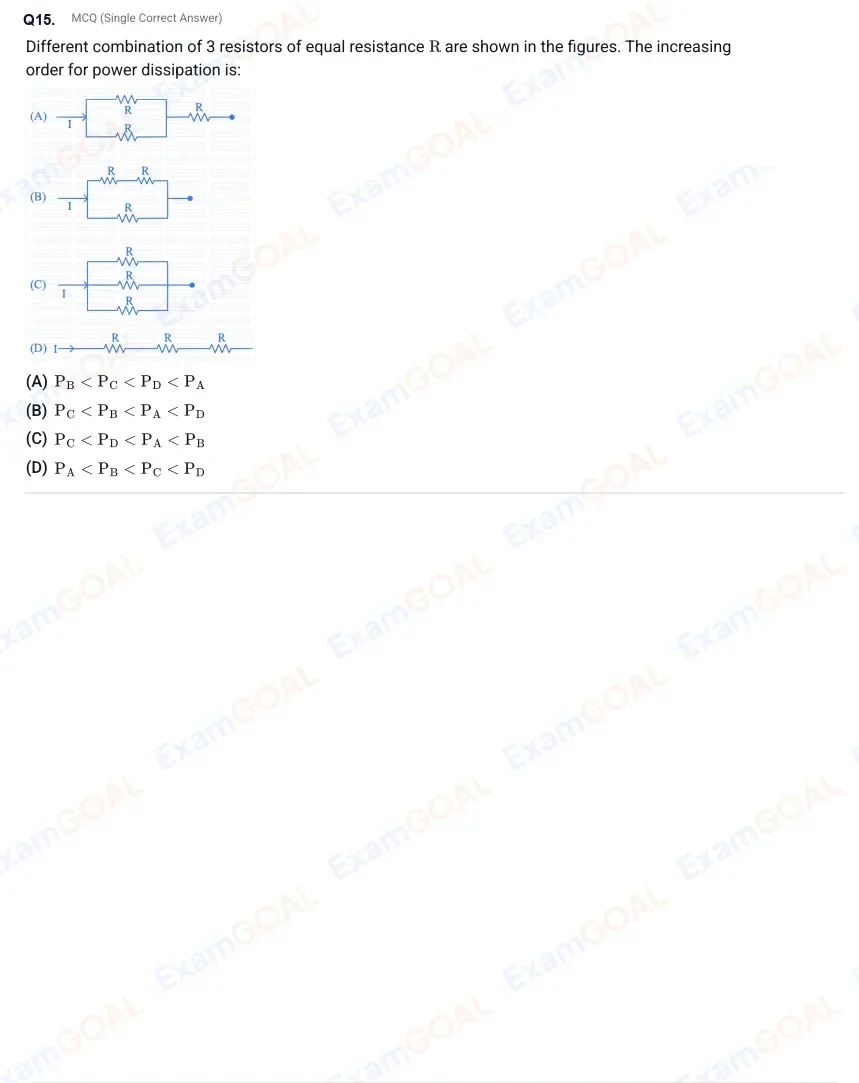 Q15. MCQ (Single Correct Answer)
Different combination of 3 resistors of equal resistance R are shown in the figures. The increasing
order for power dissipation is:
(A) I R R R
(B) I R R R
(C) I R R R
(D) I R R R
(A) P_B < P_C < P_D < P_A
(B) P_C < P_B < P_A < P_D
(C) P_C < P_D < P_A < P_B
(D) P_A < P_B < P_C < P_D
ExamGOAL